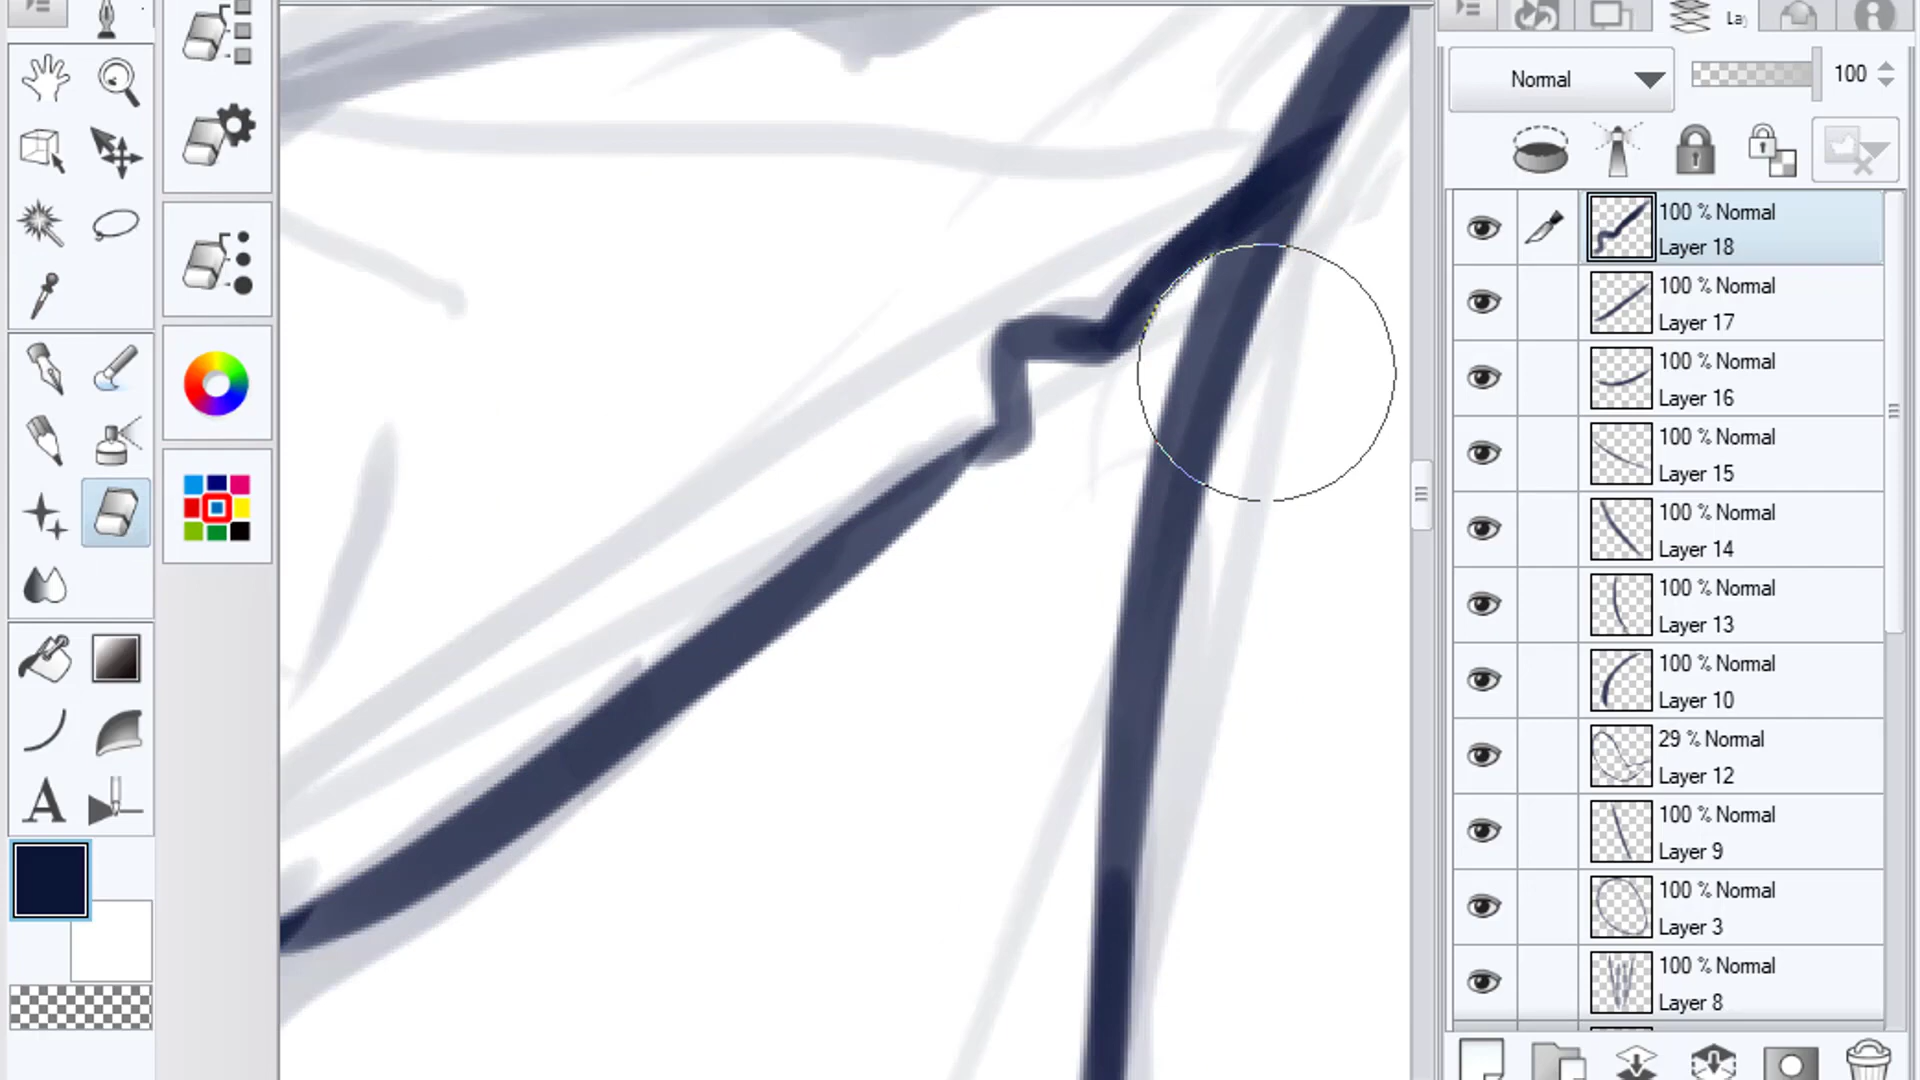 La
Normal
100
100 % Normal
Layer 18
100 % Normal
Layer 17
100 % Normal
Layer 16
100 % Normal
Layer 15
100 % Normal
Layer 14
100 % Normal
Layer 13
100 % Normal
Layer 10
29 % Normal
Layer 12
100 % Normal
Layer 9
100 % Normal
Layer 3
100 % Normal
Layer 8